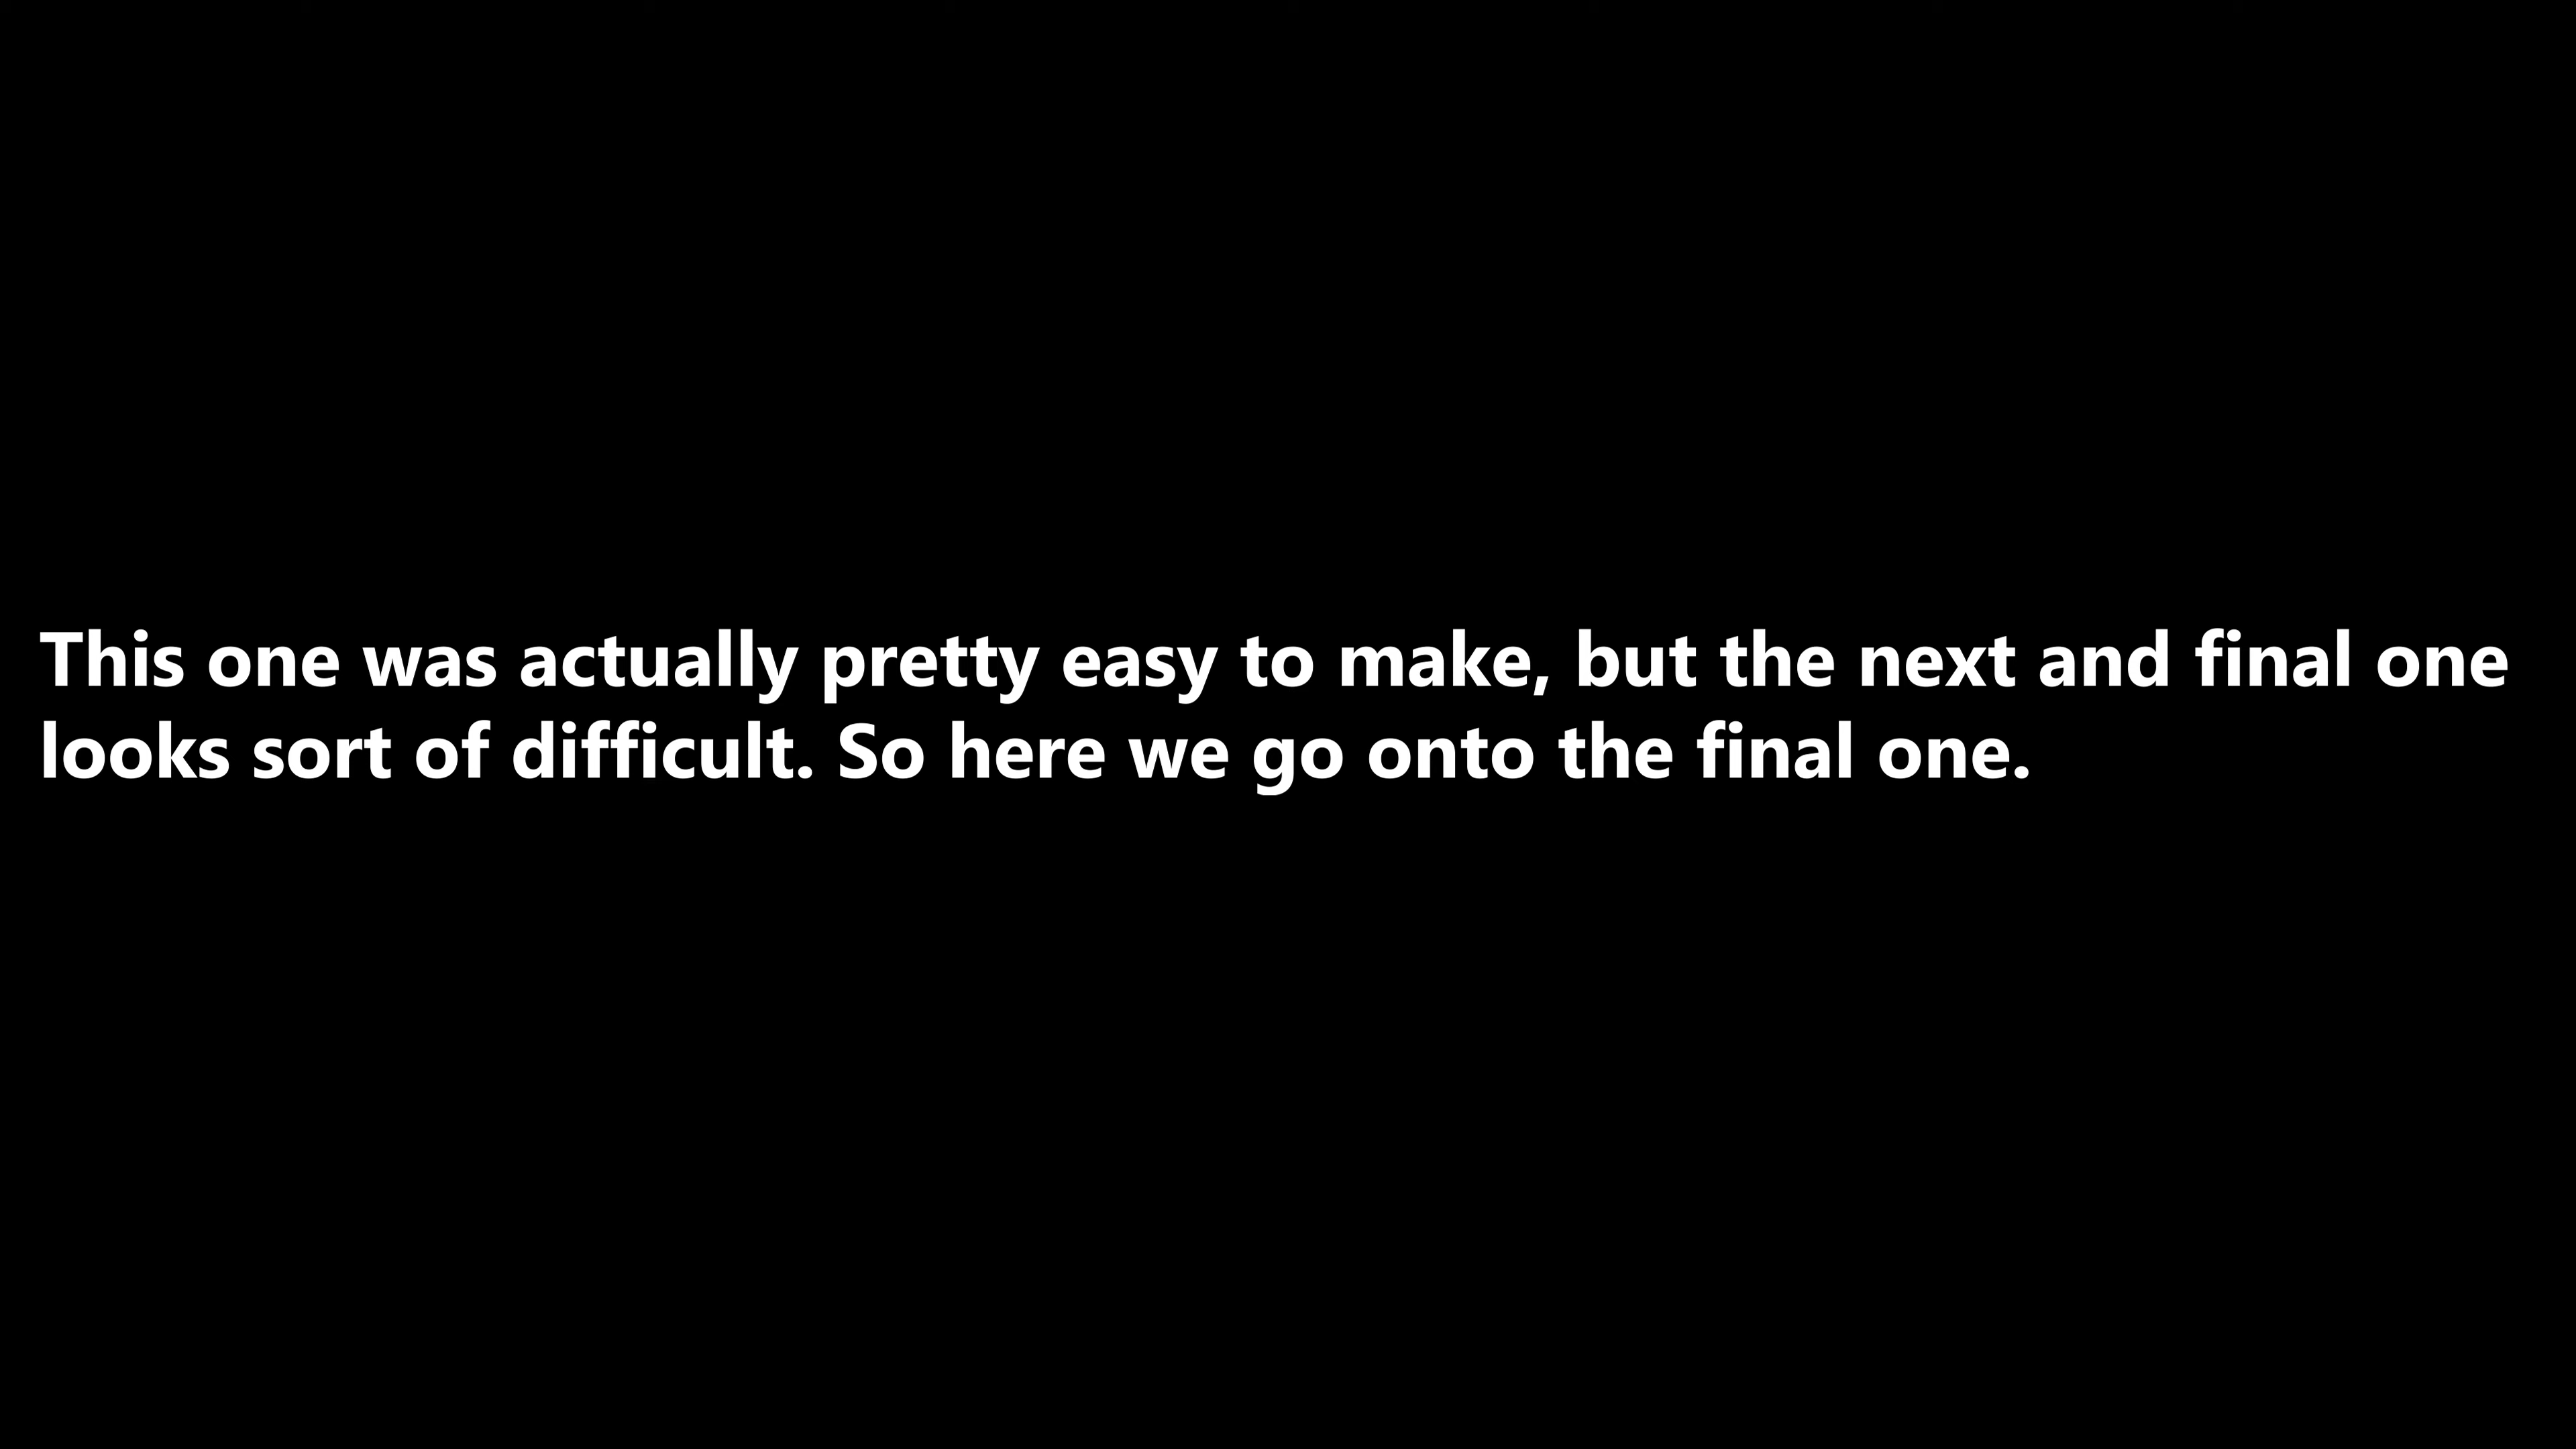 This one was actually pretty easy to make, but the next and final one
looks sort of difficult. So here we go onto the final one.